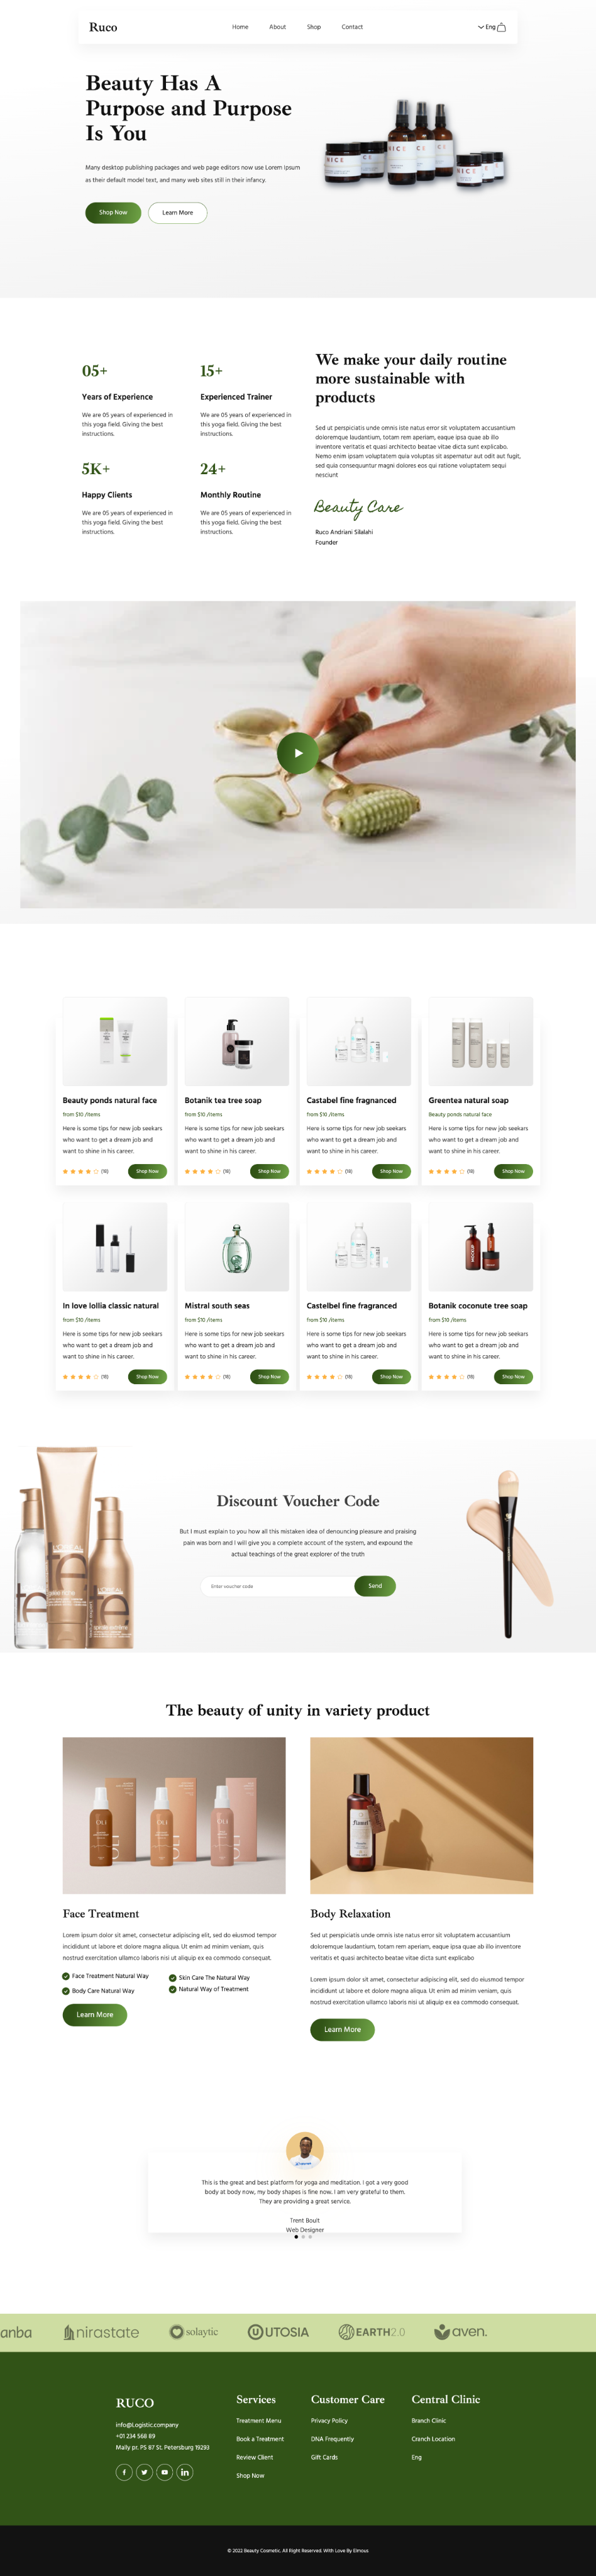 Ruco
Home
About
Shop
Contact
Eng
Beauty Has A
Purpose and Purpose
Is You
Many desktop publishing packages and web page editors now use Lorem Ipsum
as their default model text, and many web sites still in their infancy.
Shop Now
Learn More
05+
Years of Experience
We are 05 years of experienced in
this yoga field. Giving the best
instructions.
15+
Experienced Trainer
We are 05 years of experienced in
this yoga field. Giving the best
instructions.
5K+
Happy Clients
We are 05 years of experienced in
this yoga field. Giving the best
instructions.
24+
Monthly Routine
We are 05 years of experienced in
this yoga field. Giving the best
instructions.
We make your daily routine
more sustainable with
products
Sed ut perspiciatis unde omnis iste natus error sit voluptatem accusantium
doloremque laudantium, totam rem aperiam, eaque ipsa quae ab illo
inventore veritatis et quasi architecto beatae vitae dicta sunt explicabo.
Nemo enim ipsam voluptatem quia voluptas sit aspernatur aut odit aut fugit,
sed quia consequuntur magni dolores eos qui ratione voluptatem sequi
nesciunt
Beauty Care
Ruco Andriani Silalahi
Founder
Beauty ponds natural face
from $10 /items
Here is some tips for new job seekars
who want to get a dream job and
want to shine in his career.
(18)
Shop Now
Botanik tea tree soap
from $10 /items
Here is some tips for new job seekars
who want to get a dream job and
want to shine in his career.
(18)
Shop Now
Castabel fine fragnanced
from $10 /items
Here is some tips for new job seekars
who want to get a dream job and
want to shine in his career.
(18)
Shop Now
Greentea natural soap
Beauty ponds natural face
Here is some tips for new job seekars
who want to get a dream job and
want to shine in his career.
(18)
Shop Now
In love lollia classic natural
from $10 /items
Here is some tips for new job seekars
who want to get a dream job and
want to shine in his career.
(18)
Shop Now
Mistral south seas
from $10 /items
Here is some tips for new job seekars
who want to get a dream job and
want to shine in his career.
(18)
Shop Now
Castelbel fine fragranced
from $10 /items
Here is some tips for new job seekars
who want to get a dream job and
want to shine in his career.
(18)
Shop Now
Botanik coconute tree soap
from $10 /items
Here is some tips for new job seekars
who want to get a dream job and
want to shine in his career.
(18)
Shop Now
Discount Voucher Code
But I must explain to you how all this mistaken idea of denouncing pleasure and praising
pain was born and I will give you a complete account of the system, and expound the
actual teachings of the great explorer of the truth
Enter voucher code
Send
The beauty of unity in variety product
Face Treatment
Lorem ipsum dolor sit amet, consectetur adipiscing elit, sed do eiusmod tempor
incididunt ut labore et dolore magna aliqua. Ut enim ad minim veniam, quis
nostrud exercitation ullamco laboris nisi ut aliquip ex ea commodo consequat.
Face Treatment Natural Way
Skin Care The Natural Way
Body Care Natural Way
Natural Way of Treatment
Learn More
Body Relaxation
Sed ut perspiciatis unde omnis iste natus error sit voluptatem accusantium
doloremque laudantium, totam rem aperiam, eaque ipsa quae ab illo inventore
veritatis et quasi architecto beatae vitae dicta sunt explicabo
Lorem ipsum dolor sit amet, consectetur adipiscing elit, sed do eiusmod tempor
incididunt ut labore et dolore magna aliqua. Ut enim ad minim veniam, quis
nostrud exercitation ullamco laboris nisi ut aliquip ex ea commodo consequat.
Learn More
This is the great and best platform for yoga and meditation. I got a very good
body at body now, my body shapes is fine now. I am very grateful to them.
They are providing a great service.
Trent Boult
Web Designer
anba
nirastate
solaytic
UTOSIA
EARTH2.0
aven.
RUCO
info@Logistic.company
+01 234 568 89
Mally pr. PS 87 St. Petersburg 19293
Services
Treatment Menu
Book a Treatment
Review Client
Shop Now
Customer Care
Privacy Policy
DNA Frequently
Gift Cards
Central Clinic
Branch Clinic
Cranch Location
Eng
© 2022 Beauty Cosmetic, All Right Reserved. With Love By Eimous